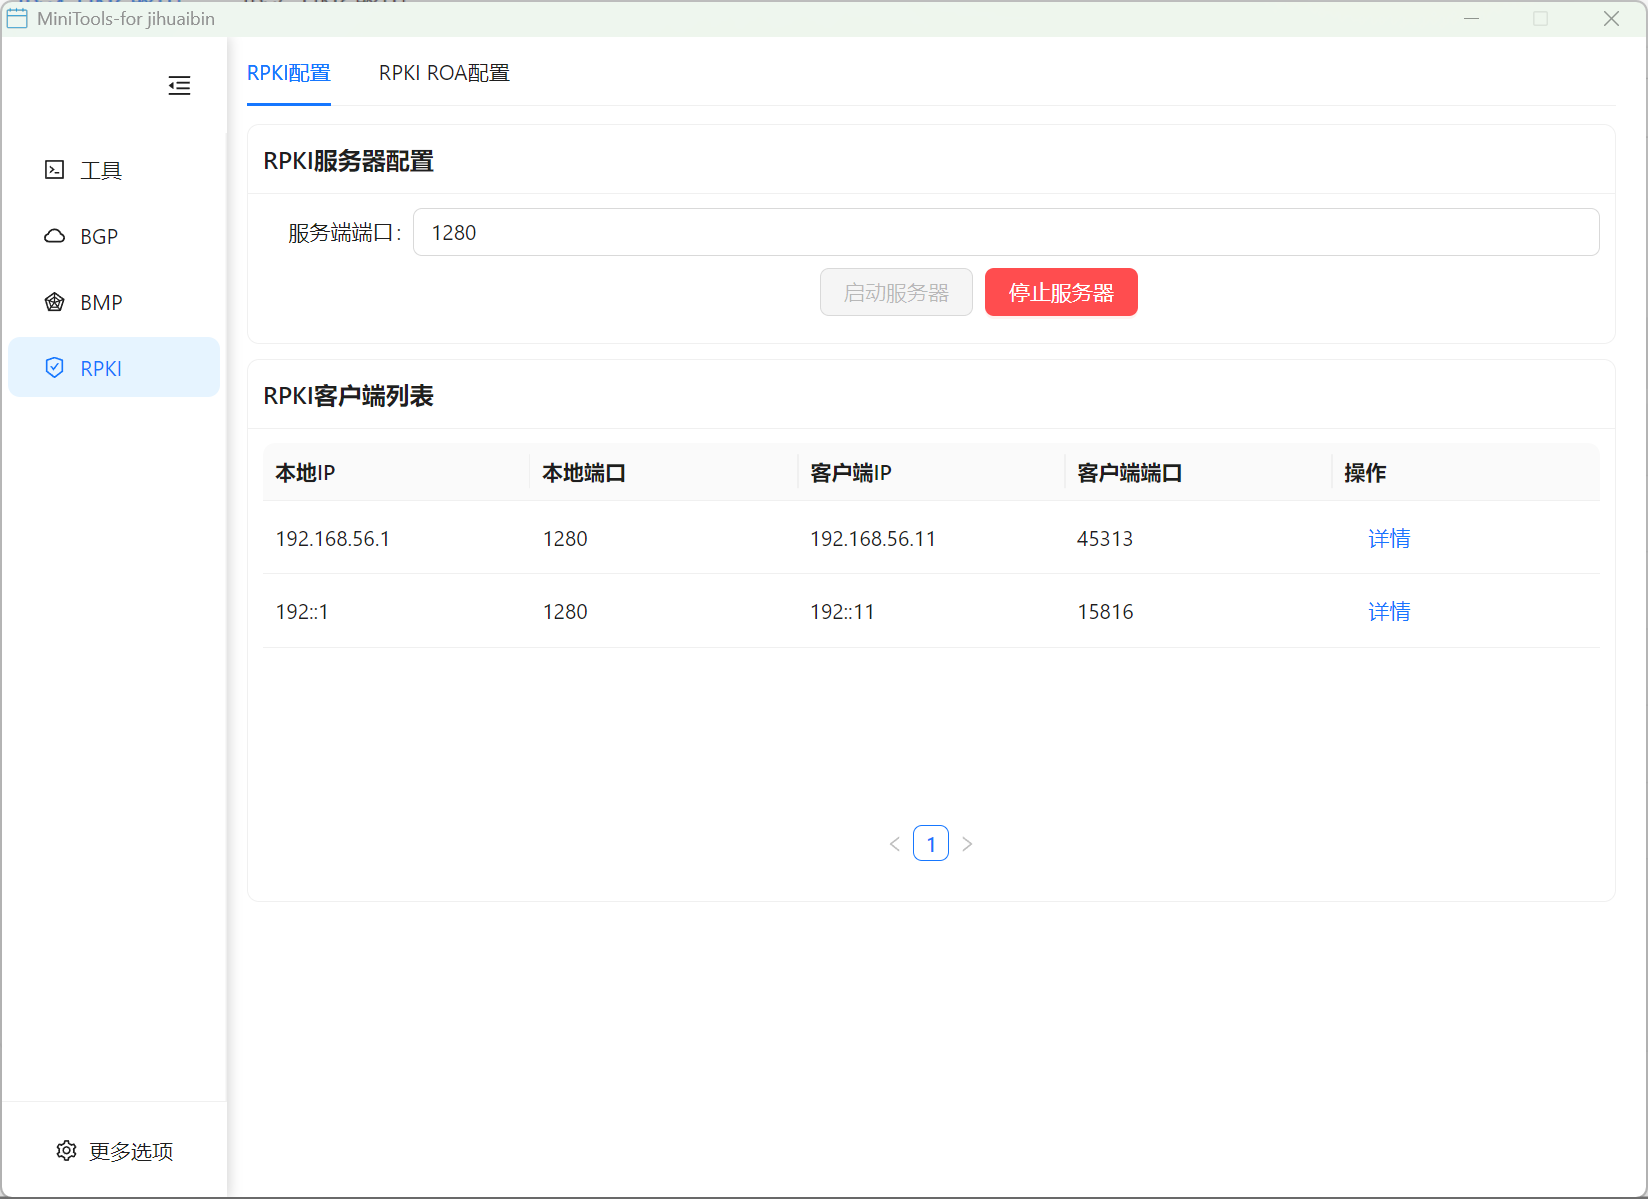 MiniTools-for jihuaibin
RPKI配置 RPKI ROA配置
工具
BGP
BMP
RPKI
更多选项
RPKI服务器配置
服务端端口: 1280
启动服务器 停止服务器
RPKI客户端列表
本地IP 本地端口 客户端IP 客户端端口 操作
192.168.56.1 1280 192.168.56.11 45313 详情
192::1 1280 192::11 15816 详情
1